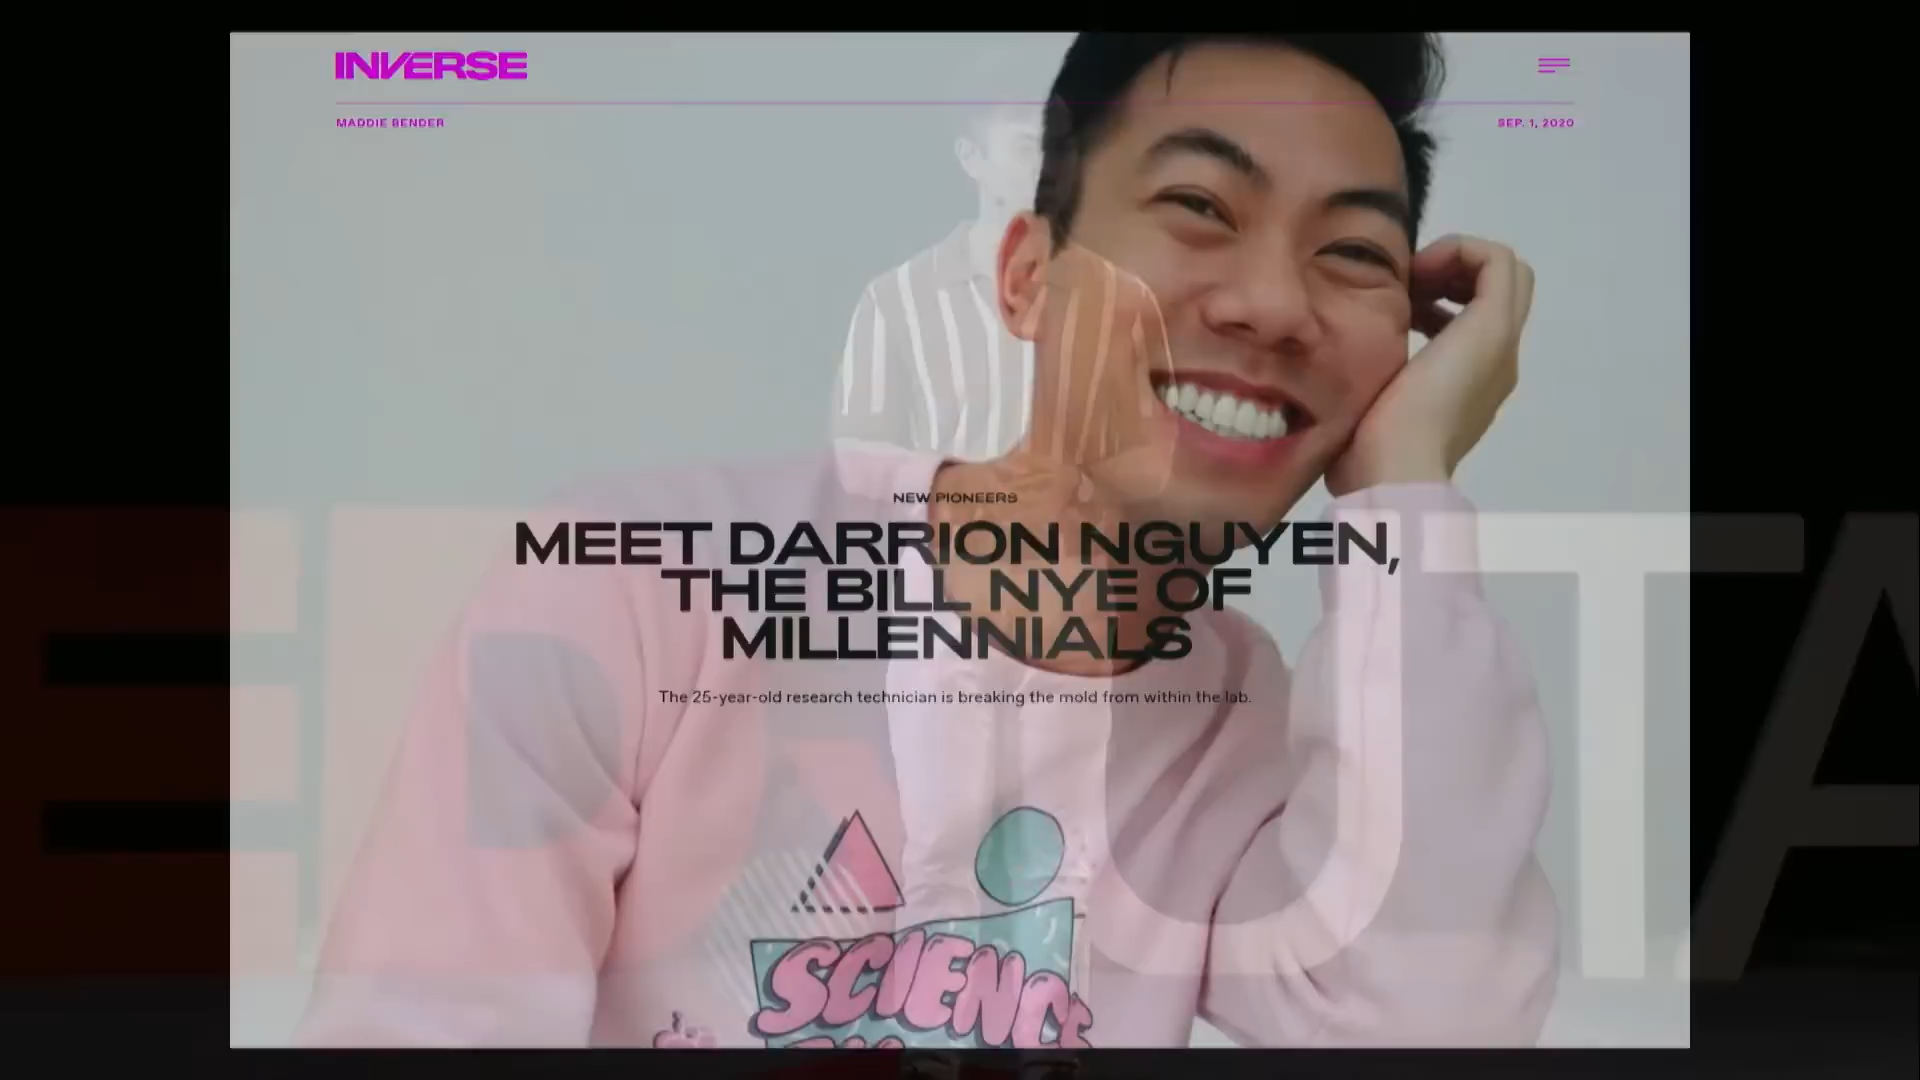 INVERSE
MADDIE BENDER
SEP. 1, 2020
NEW PIONEERS
MEET DARRION NGUYEN,
THE BILL NYE OF
MILLENNIALS
The 25-year-old research technician is breaking the mold from within the lab.
SCIENCE